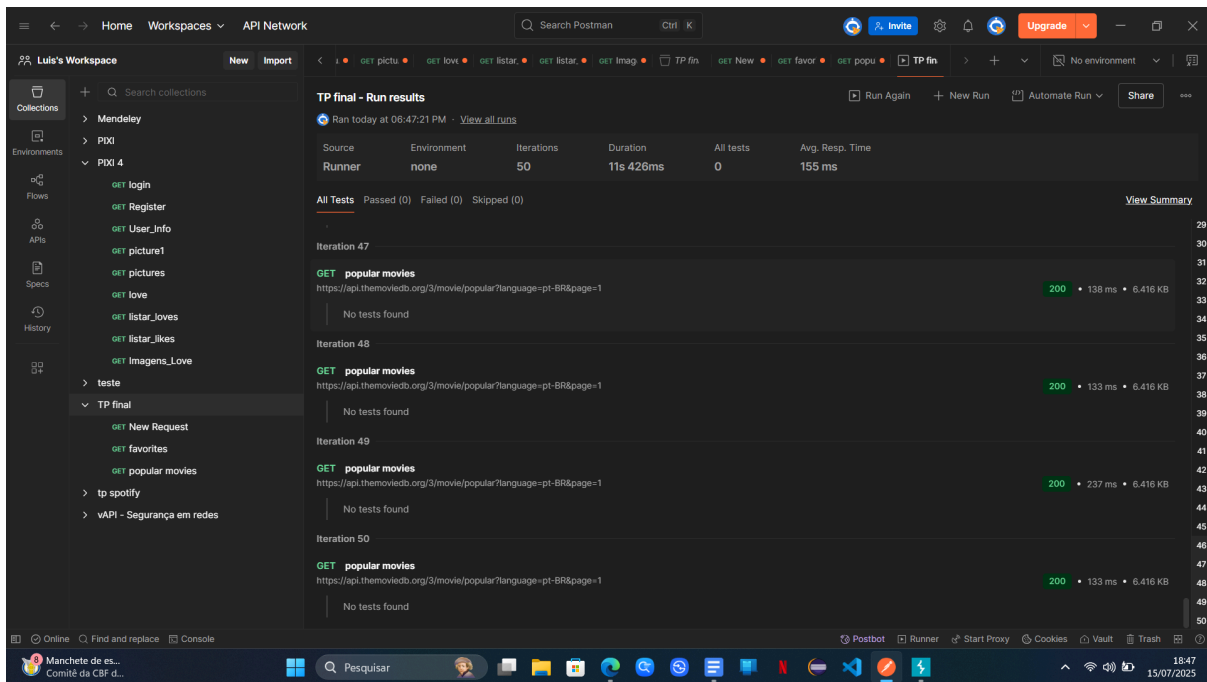 Home Workspaces API Network Search Postman Ctrl K Invite Upgrade
Luis's Workspace New Import GET pictu GET love GET listar, GET listar, GET Imag TP fin GET New GET favor GET popu TP fin No environment
Collections
Environments
Flows
APIs
Specs
History
Search collections
Mendeley
PIXI
PIXI 4
GET login
GET Register
GET User_Info
GET picture1
GET pictures
GET love
GET listar_loves
GET listar_likes
GET Imagens_Love
teste
TP final
GET New Request
GET favorites
GET popular movies
tp spotify
vAPI - Segurança em redes
TP final - Run results Run Again New Run Automate Run Share
Ran today at 06:47:21 PM · View all runs
Source Environment Iterations Duration All tests Avg. Resp. Time
Runner none 50 11s 426ms 0 155 ms
All Tests Passed (0) Failed (0) Skipped (0) View Summary
Iteration 47
GET popular movies
https://api.themoviedb.org/3/movie/popular?language=pt-BR&page=1 200 • 138 ms • 6.416 KB
No tests found
Iteration 48
GET popular movies
https://api.themoviedb.org/3/movie/popular?language=pt-BR&page=1 200 • 133 ms • 6.416 KB
No tests found
Iteration 49
GET popular movies
https://api.themoviedb.org/3/movie/popular?language=pt-BR&page=1 200 • 237 ms • 6.416 KB
No tests found
Iteration 50
GET popular movies
https://api.themoviedb.org/3/movie/popular?language=pt-BR&page=1 200 • 133 ms • 6.416 KB
No tests found
29
30
31
32
33
34
35
36
37
38
39
40
41
42
43
44
45
46
47
48
49
50
Online Find and replace Console Postbot Runner Start Proxy Cookies Vault Trash
8 Manchete de es...
Comitê da CBF d...
Pesquisar
18:47
15/07/2025